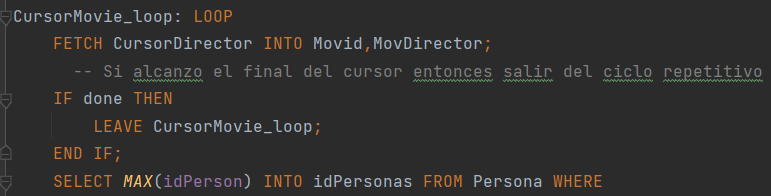 CursorMovie_loop: LOOP
FETCH CursorDirector INTO Movid,MovDirector;
-- Si alcanzo el final del cursor entonces salir del ciclo repetitivo
IF done THEN
LEAVE CursorMovie_loop;
END IF;
SELECT MAX(idPerson) INTO idPersonas FROM Persona WHERE